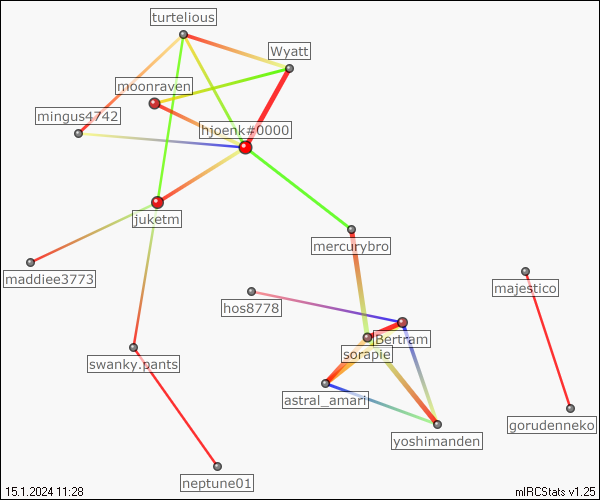 turtelious
Wyatt
moonraven
mingus4742
hjoenk#0000
juketm
mercurybro
maddiee3773
majestico
hos8778
Bertram
sorapie
swanky.pants
astral_amari
gorudenneko
yoshimanden
neptune01
15.1.2024 11:28
mIRCStats v1.25